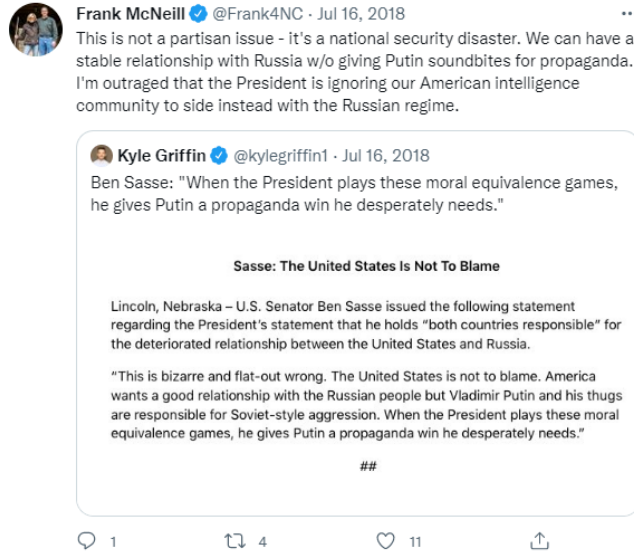 Frank McNeill @Frank4NC · Jul 16, 2018 ··
This is not a partisan issue - it's a national security disaster. We can have a
stable relationship with Russia w/o giving Putin soundbites for propaganda.
I'm outraged that the President is ignoring our American intelligence
community to side instead with the Russian regime.
Kyle Griffin @kylegriffin1 · Jul 16, 2018
Ben Sasse: "When the President plays these moral equivalence games,
he gives Putin a propaganda win he desperately needs."
Sasse: The United States Is Not To Blame
Lincoln, Nebraska – U.S. Senator Ben Sasse issued the following statement
regarding the President's statement that he holds “both countries responsible” for
the deteriorated relationship between the United States and Russia.
“This is bizarre and flat-out wrong. The United States is not to blame. America
wants a good relationship with the Russian people but Vladimir Putin and his thugs
are responsible for Soviet-style aggression. When the President plays these moral
equivalence games, he gives Putin a propaganda win he desperately needs.”
##
1 4 11